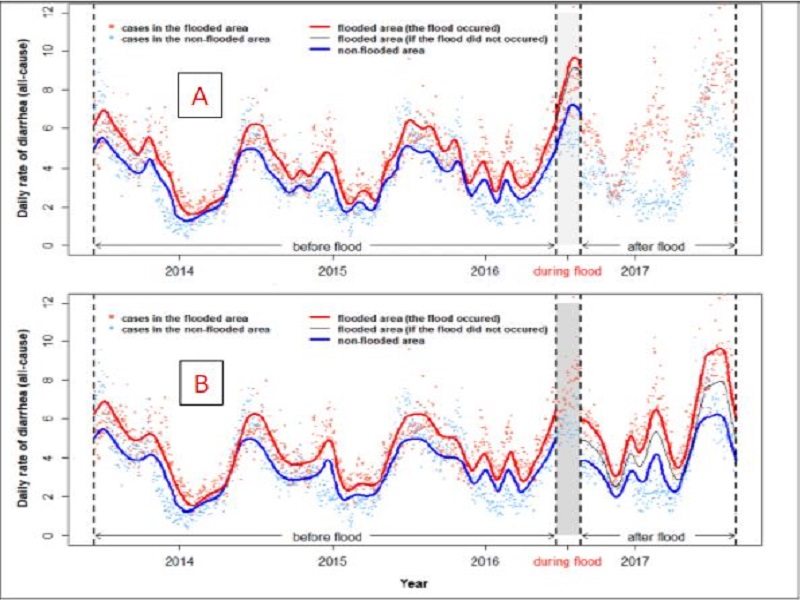 Daily rate of diarrhea (all-cause)
12
10
8
6
4
2
0
cases in the flooded area
cases in the non-flooded area
flooded area (the flood occured)
flooded area (if the flood did not occured)
non-flooded area
A
before flood
after flood
2014
2015
2016
during flood
2017
Daily rate of diarrhea (all-cause)
12
10
8
6
4
2
0
cases in the flooded area
cases in the non-flooded area
flooded area (the flood occured)
flooded area (if the flood did not occured)
non-flooded area
B
before flood
after flood
2014
2015
2016
during flood
2017
Year